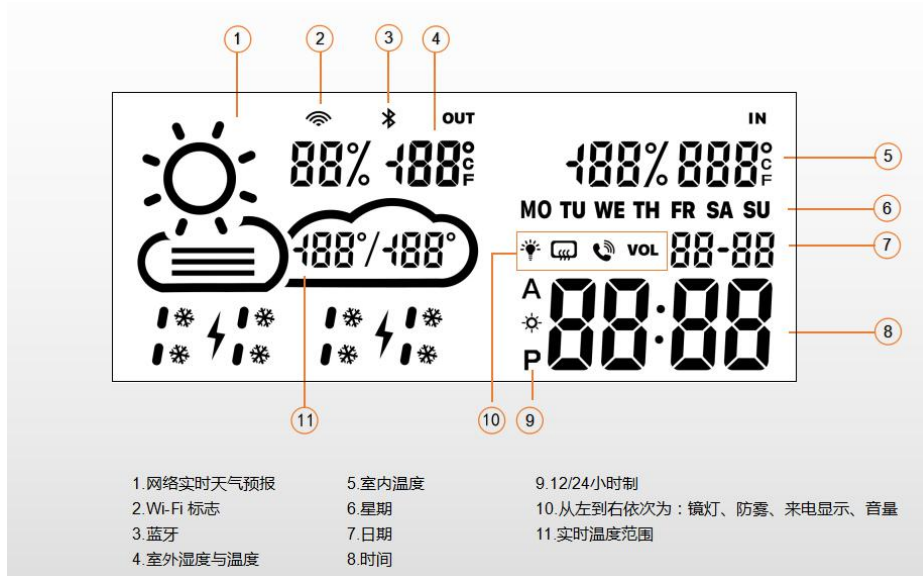 1 2 3 4
OUT IN
88% -188°C F -188% 888°C F
5
MO TU WE TH FR SA SU
6
-188°/-188° VOL 88-88
7
A
88:88
8
P
11 10 9
1.网络实时天气预报 5.室内温度 9.12/24小时制
2.Wi-Fi 标志 6.星期 10.从左到右依次为：镜灯、防雾、来电显示、音量
3.蓝牙 7.日期 11.实时温度范围
4.室外湿度与温度 8.时间